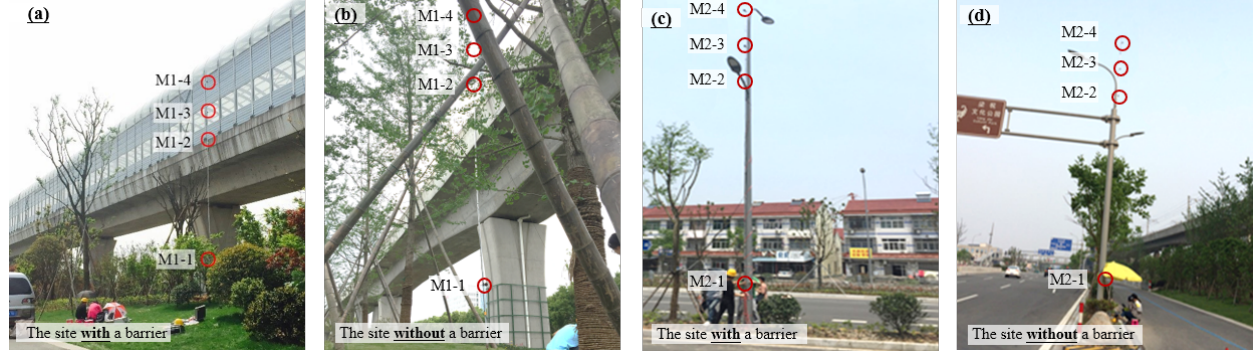 (a)
M1-4
M1-3
M1-2
M1-1
The site with a barrier
(b)
M1-4
M1-3
M1-2
M1-1
The site without a barrier
(c)
M2-4
M2-3
M2-2
M2-1
The site with a barrier
(d)
M2-4
M2-3
M2-2
M2-1
The site without a barrier